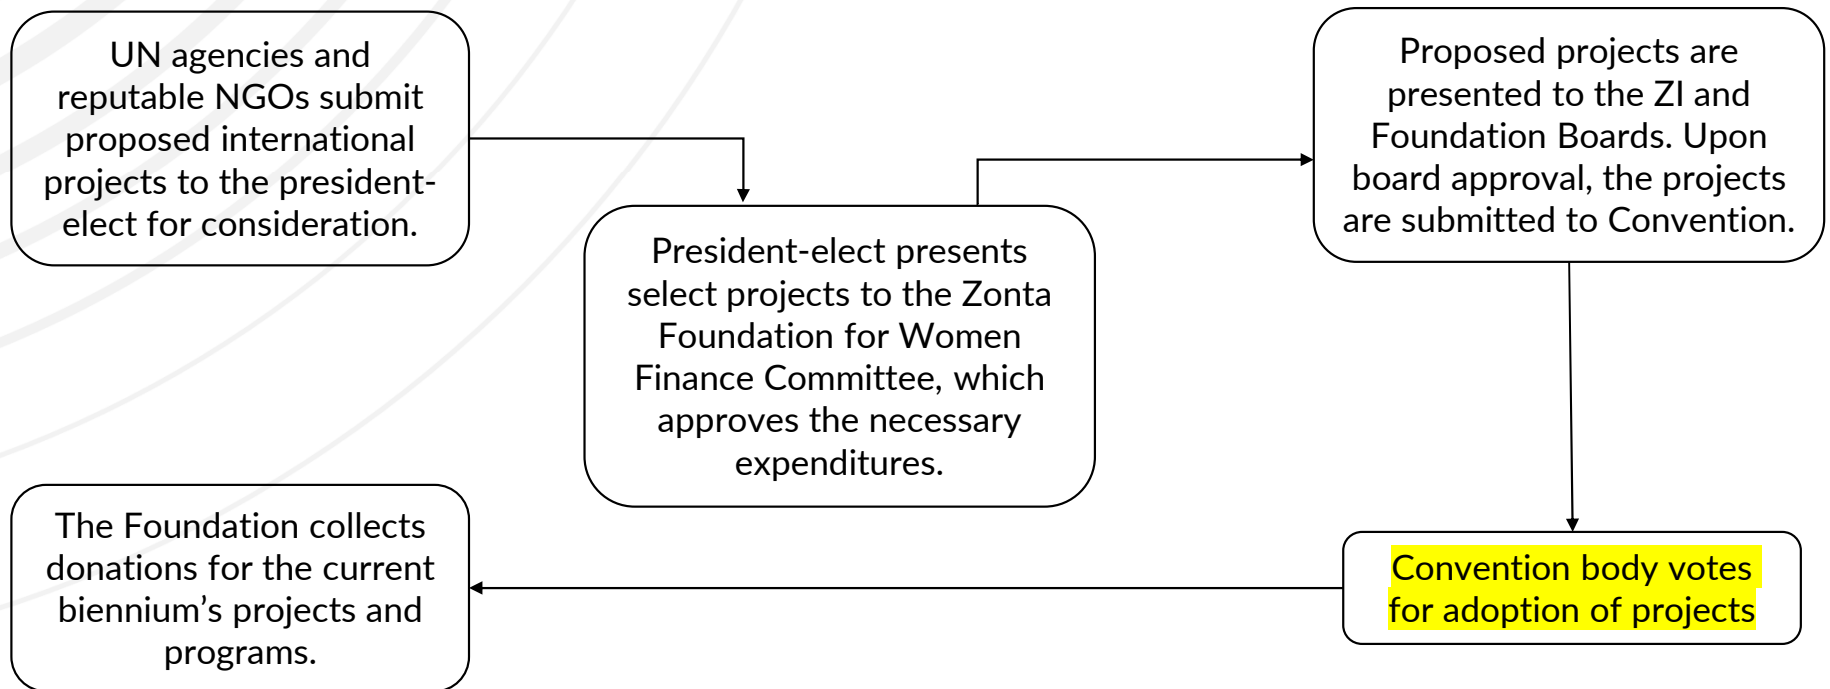 UN agencies and
reputable NGOs submit
proposed international
projects to the president-
elect for consideration.
President-elect presents
select projects to the Zonta
Foundation for Women
Finance Committee, which
approves the necessary
expenditures.
Proposed projects are
presented to the ZI and
Foundation Boards. Upon
board approval, the projects
are submitted to Convention.
Convention body votes
for adoption of projects
The Foundation collects
donations for the current
biennium’s projects and
programs.